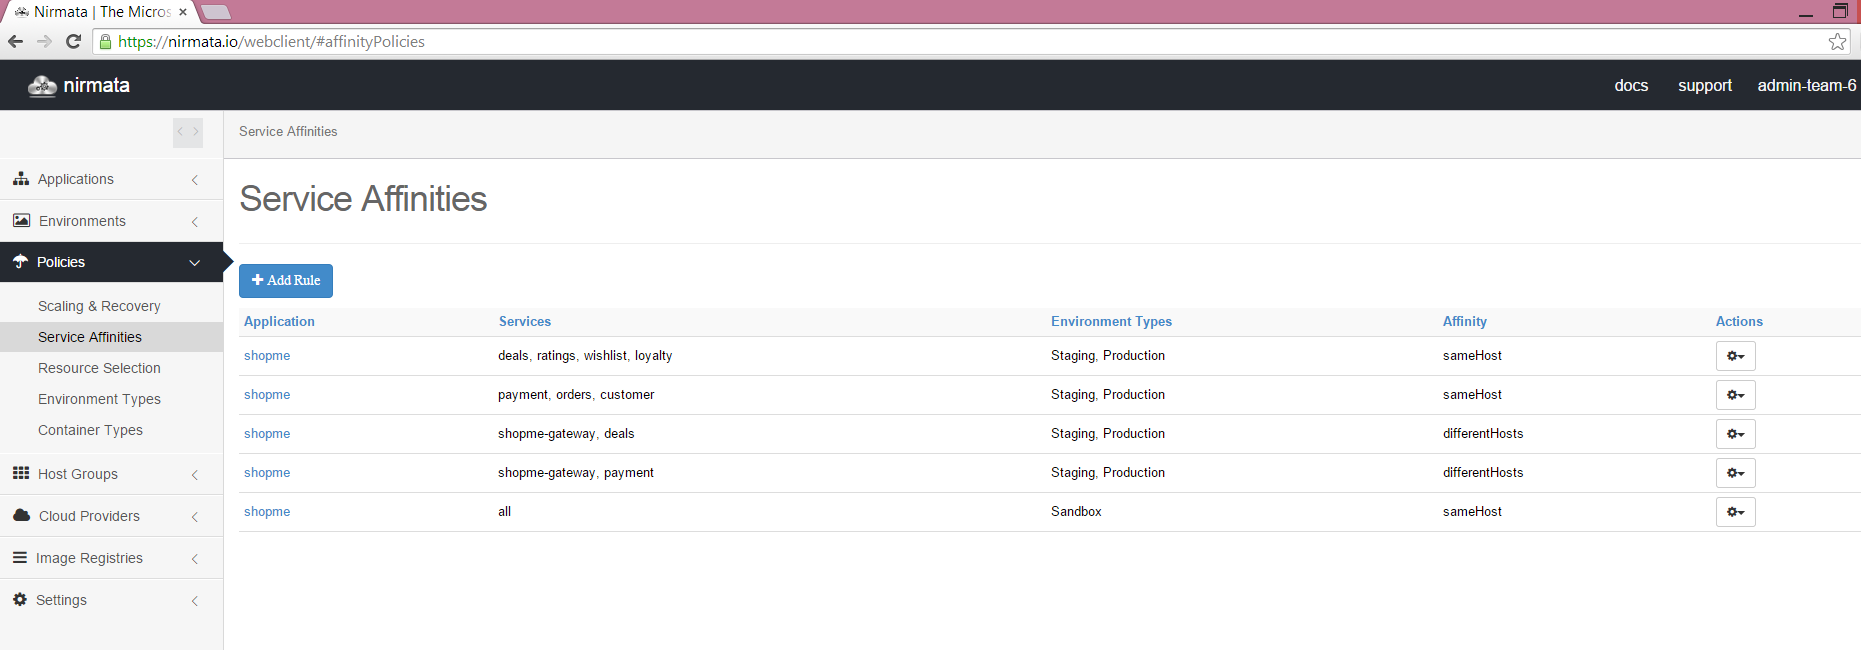 Nirmata | The Micros
https://nirmata.io/webclient/#affinityPolicies
nirmata
docs support admin-team-6
Service Affinities
Applications
Environments
Policies
Scaling & Recovery
Service Affinities
Resource Selection
Environment Types
Container Types
Host Groups
Cloud Providers
Image Registries
Settings
Service Affinities
Add Rule
Application Services Environment Types Affinity Actions
shopme deals, ratings, wishlist, loyalty Staging, Production sameHost
shopme payment, orders, customer Staging, Production sameHost
shopme shopme-gateway, deals Staging, Production differentHosts
shopme shopme-gateway, payment Staging, Production differentHosts
shopme all Sandbox sameHost